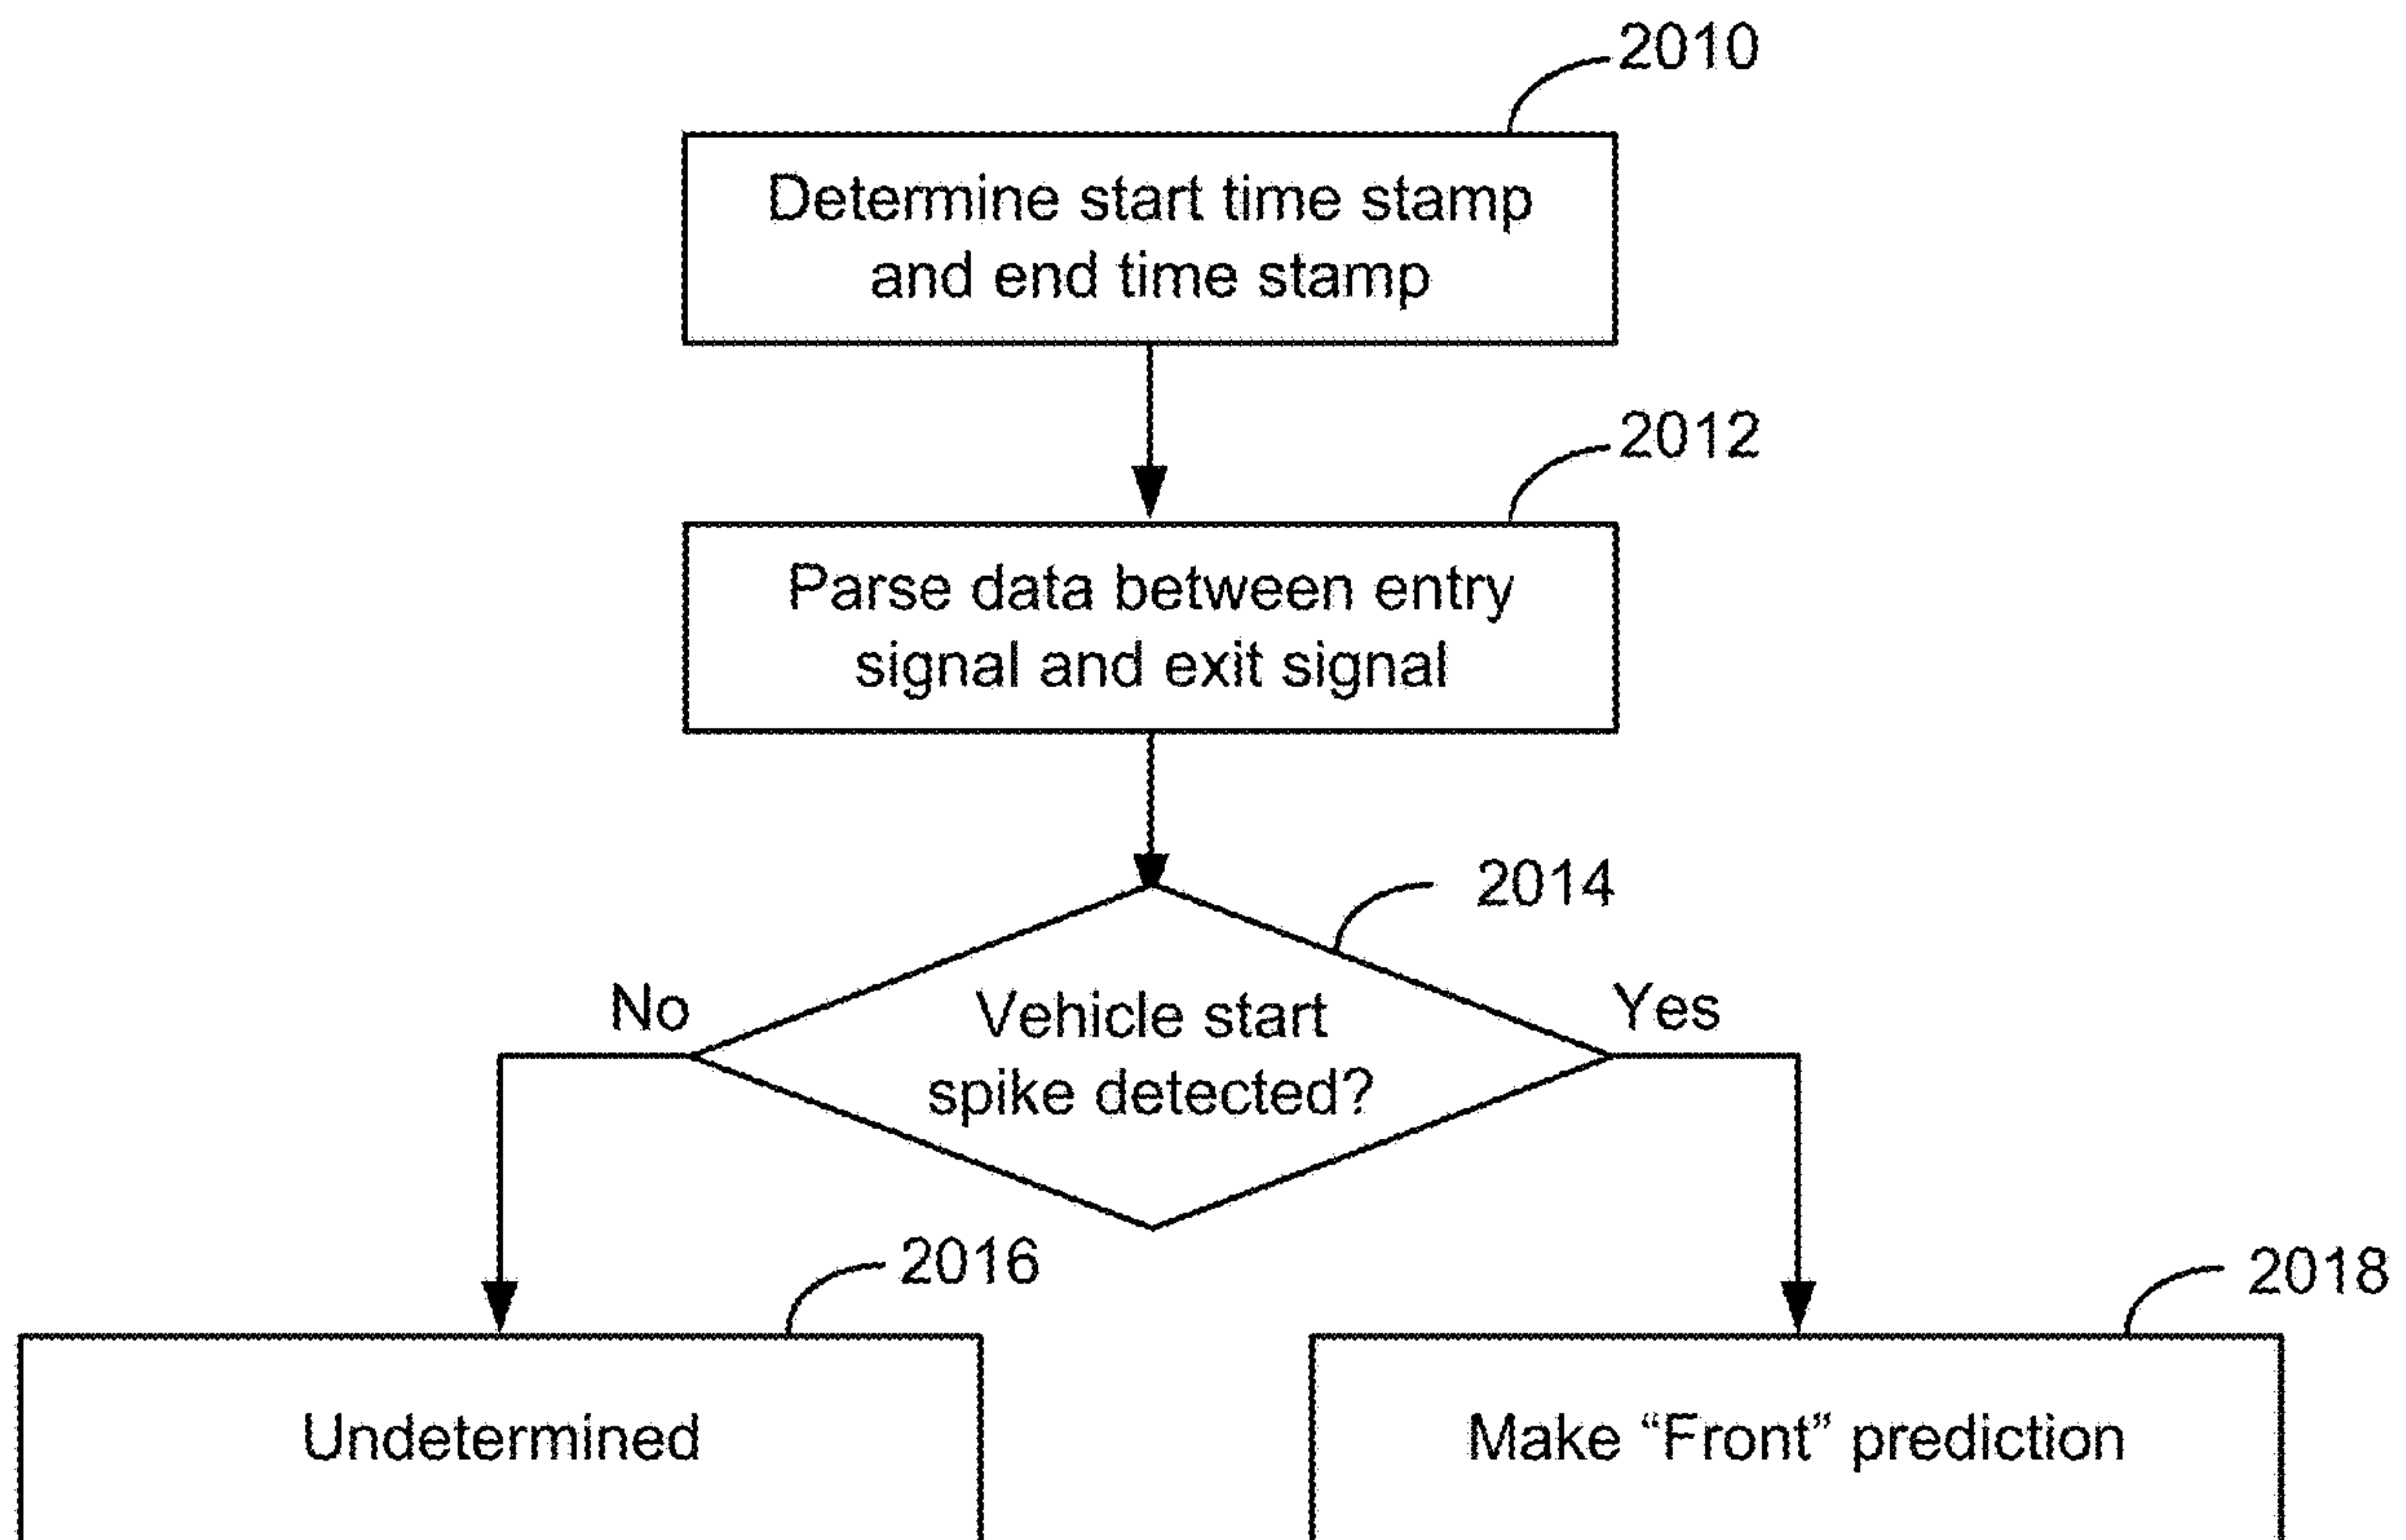 2010
Determine start time stamp
and end time stamp
2012
Parse data between entry
signal and exit signal
2014
No
Vehicle start
spike detected?
Yes
2016
2018
Undetermined
Make “Front” prediction